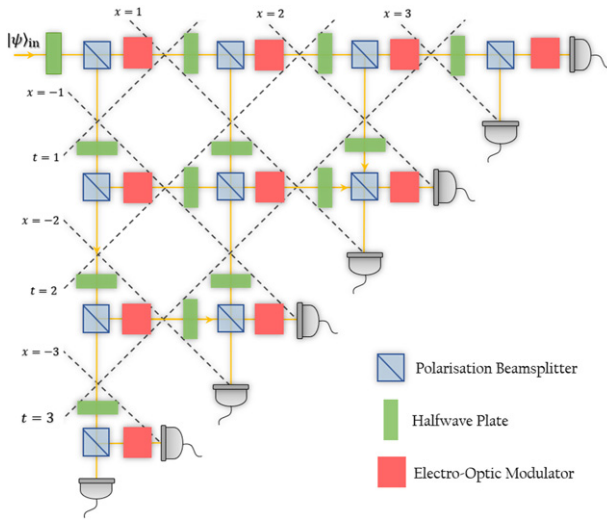 x = 1
x = 2
x = 3
|ψ⟩in
x = −1
t = 1
x = −2
t = 2
x = −3
t = 3
Polarisation Beamsplitter
Halfwave Plate
Electro-Optic Modulator